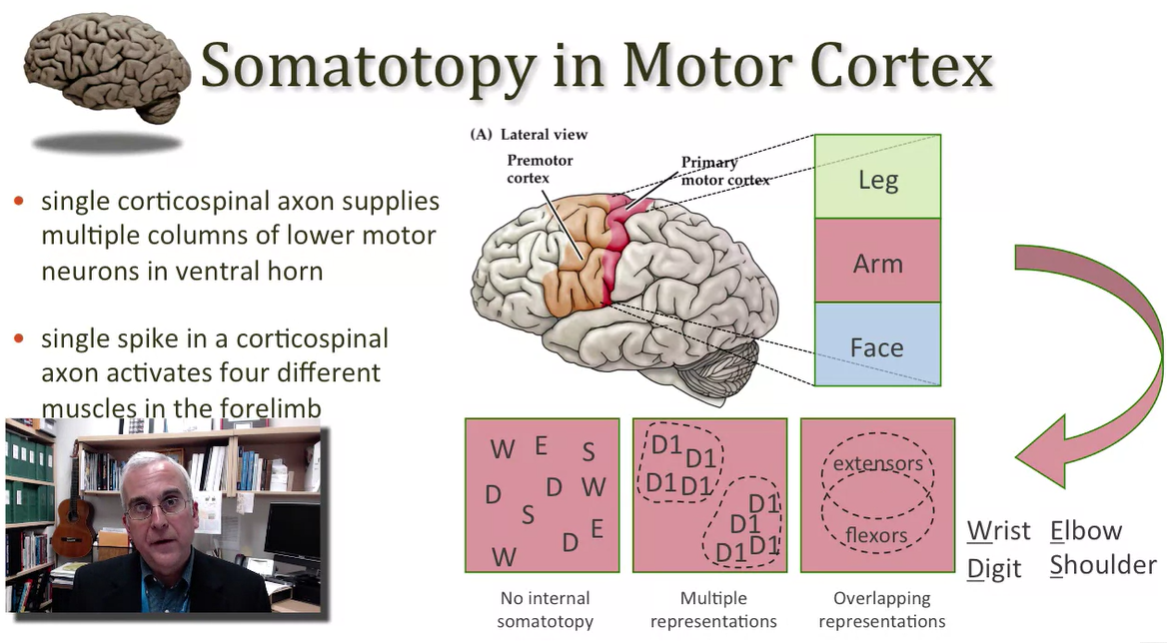 Somatotopy in Motor Cortex
• single corticospinal axon supplies
multiple columns of lower motor
neurons in ventral horn
• single spike in a corticospinal
axon activates four different
muscles in the forelimb
(A) Lateral view
Premotor
cortex
Primary
motor cortex
Leg
Arm
Face
W E S
D D W
S
D E
W
D1 D1
D1 D1
D1
D1
D1 D1
extensors
flexors
Wrist Elbow
Digit Shoulder
No internal
somatotopy
Multiple
representations
Overlapping
representations